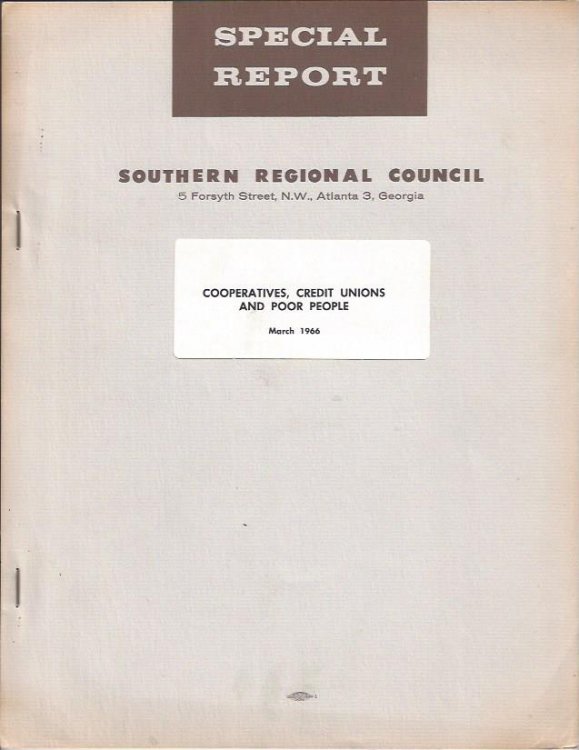 SPECIAL
REPORT
SOUTHERN REGIONAL COUNCIL
5 Forsyth Street, N.W., Atlanta 3, Georgia
COOPERATIVES, CREDIT UNIONS
AND POOR PEOPLE
March 1966